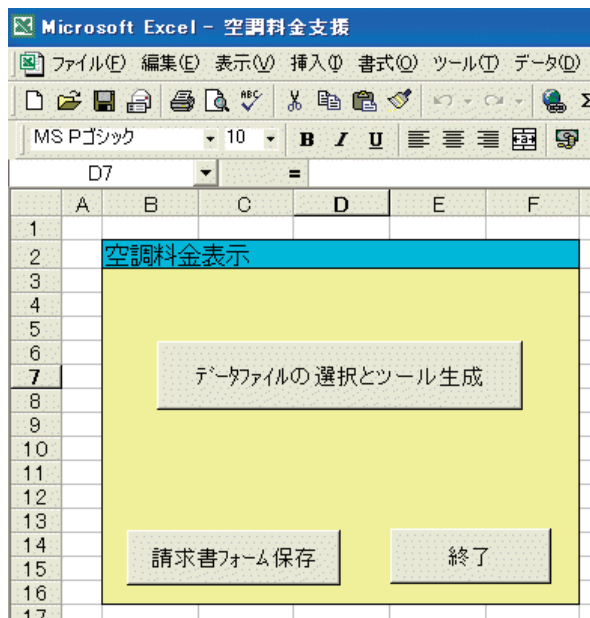 Microsoft Excel - 空調料金支援
ファイル(F) 編集(E) 表示(V) 挿入(I) 書式(O) ツール(T) データ(D)
ABC
MS Pゴシック 10 B I U
D7 =
A B C D E F
1
2 空調料金表示
3
4
5
6
7 データファイルの選択とツール生成
8
9
10
11
12
13
14 請求書フォーム保存 終了
15
16
17